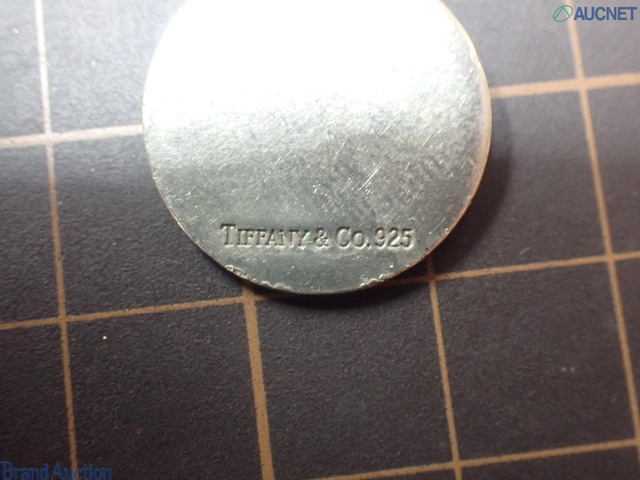 AUCNET
TIFFANY & CO. 925
Brand Auction